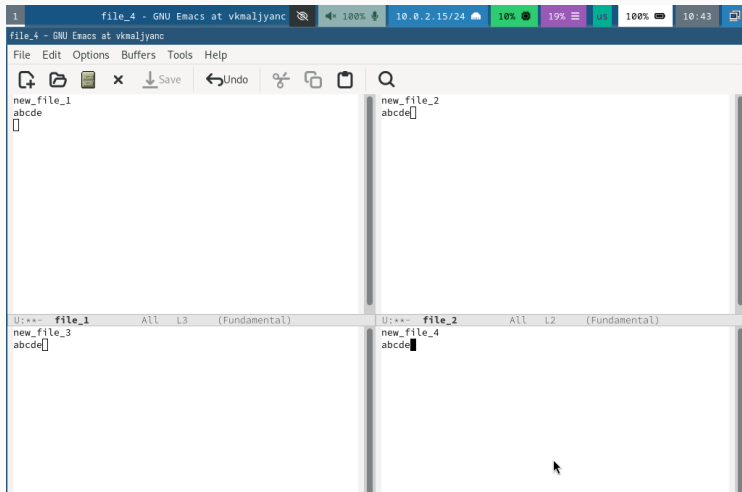 1 file_4 - GNU Emacs at vkmaljyanc 100% 10.0.2.15/24 10% 19% us 100% 10:43
file_4 - GNU Emacs at vkmaljyanc
File Edit Options Buffers Tools Help
Save Undo
new_file_1
abcde
new_file_2
abcde
U:**- file_1 All L3 (Fundamental)
U:**- file_2 All L2 (Fundamental)
new_file_3
abcde
new_file_4
abcde